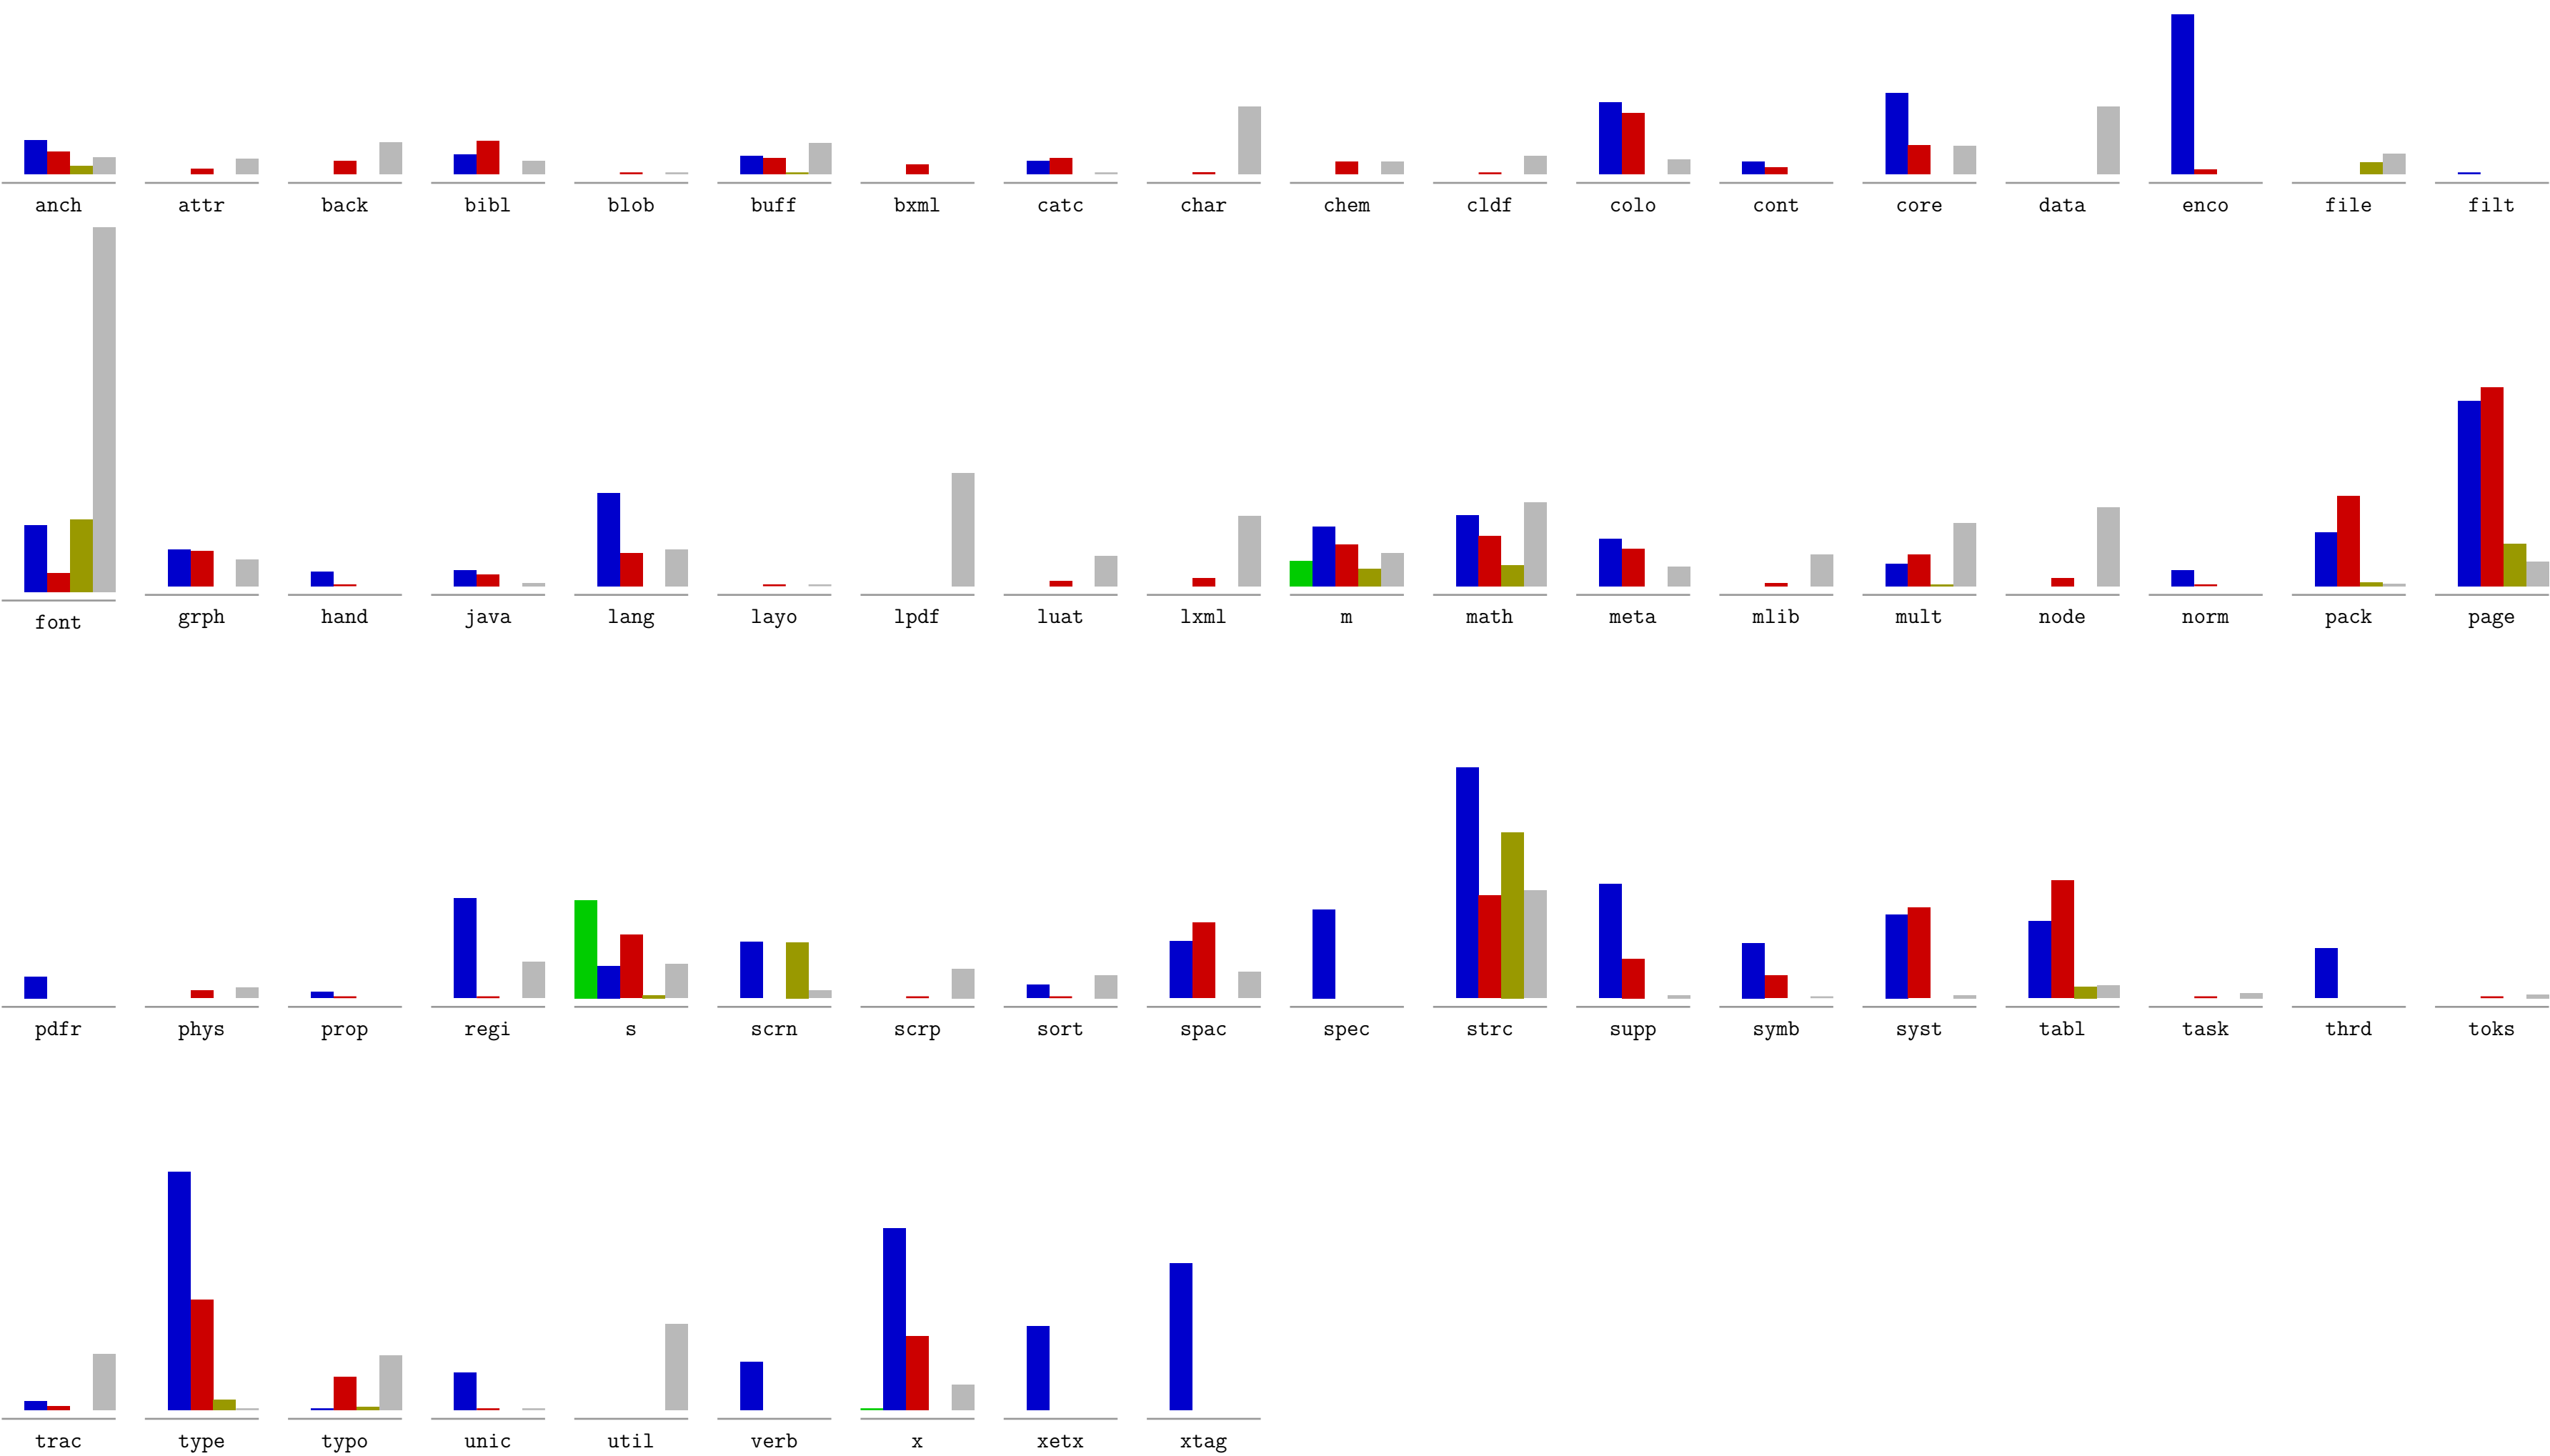 anch attr back bibl blob buff bxml catc char chem cldf colo cont core data enco file filt
font grph hand java lang layo lpdf luat lxml m math meta mlib mult node norm pack page
pdfr phys prop regi s scrn scrp sort spac spec strc supp symb syst tabl task thrd toks
trac type typo unic util verb x xetx xtag